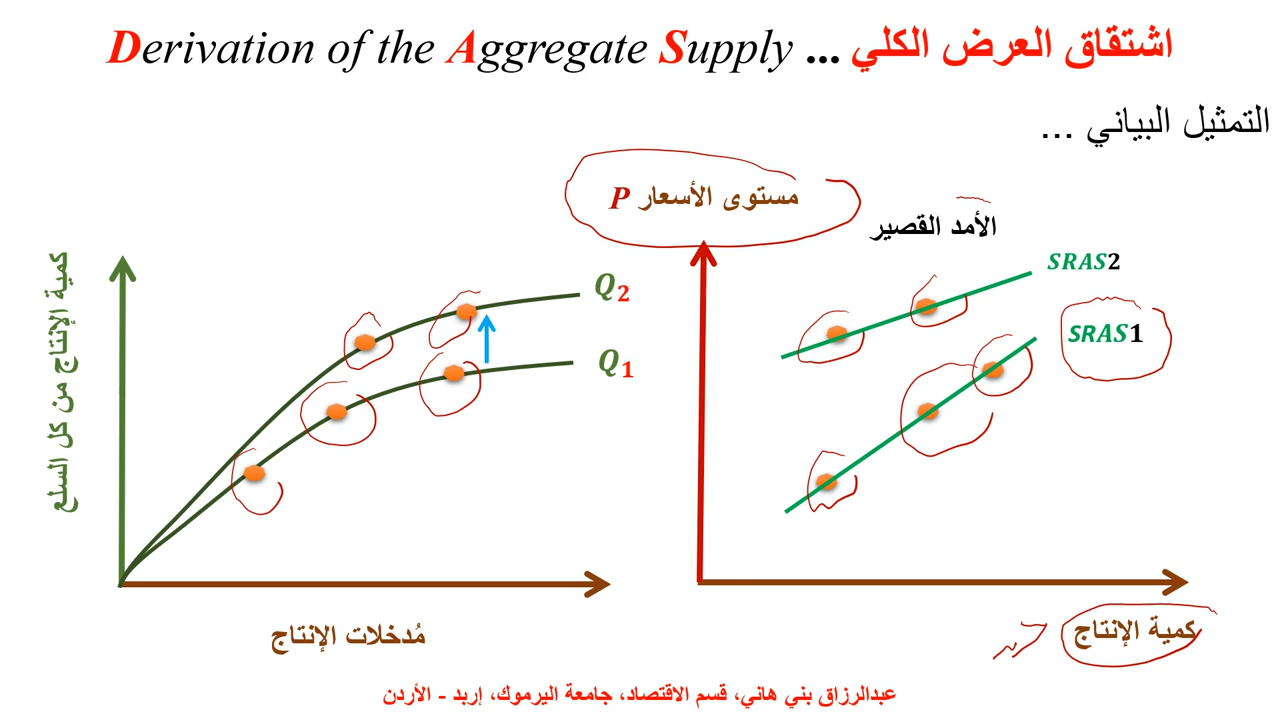 Derivation of the Aggregate Supply ... اشتقاق العرض الكلي
التمثيل البياني ...
مستوى الأسعار P
الأمد القصير
كمية الإنتاج من كل السلع
Q2
Q1
SRAS2
SRAS1
مُدخلات الإنتاج
كمية الإنتاج
عبدالرزاق بني هاني، قسم الاقتصاد، جامعة اليرموك، إربد - الأردن